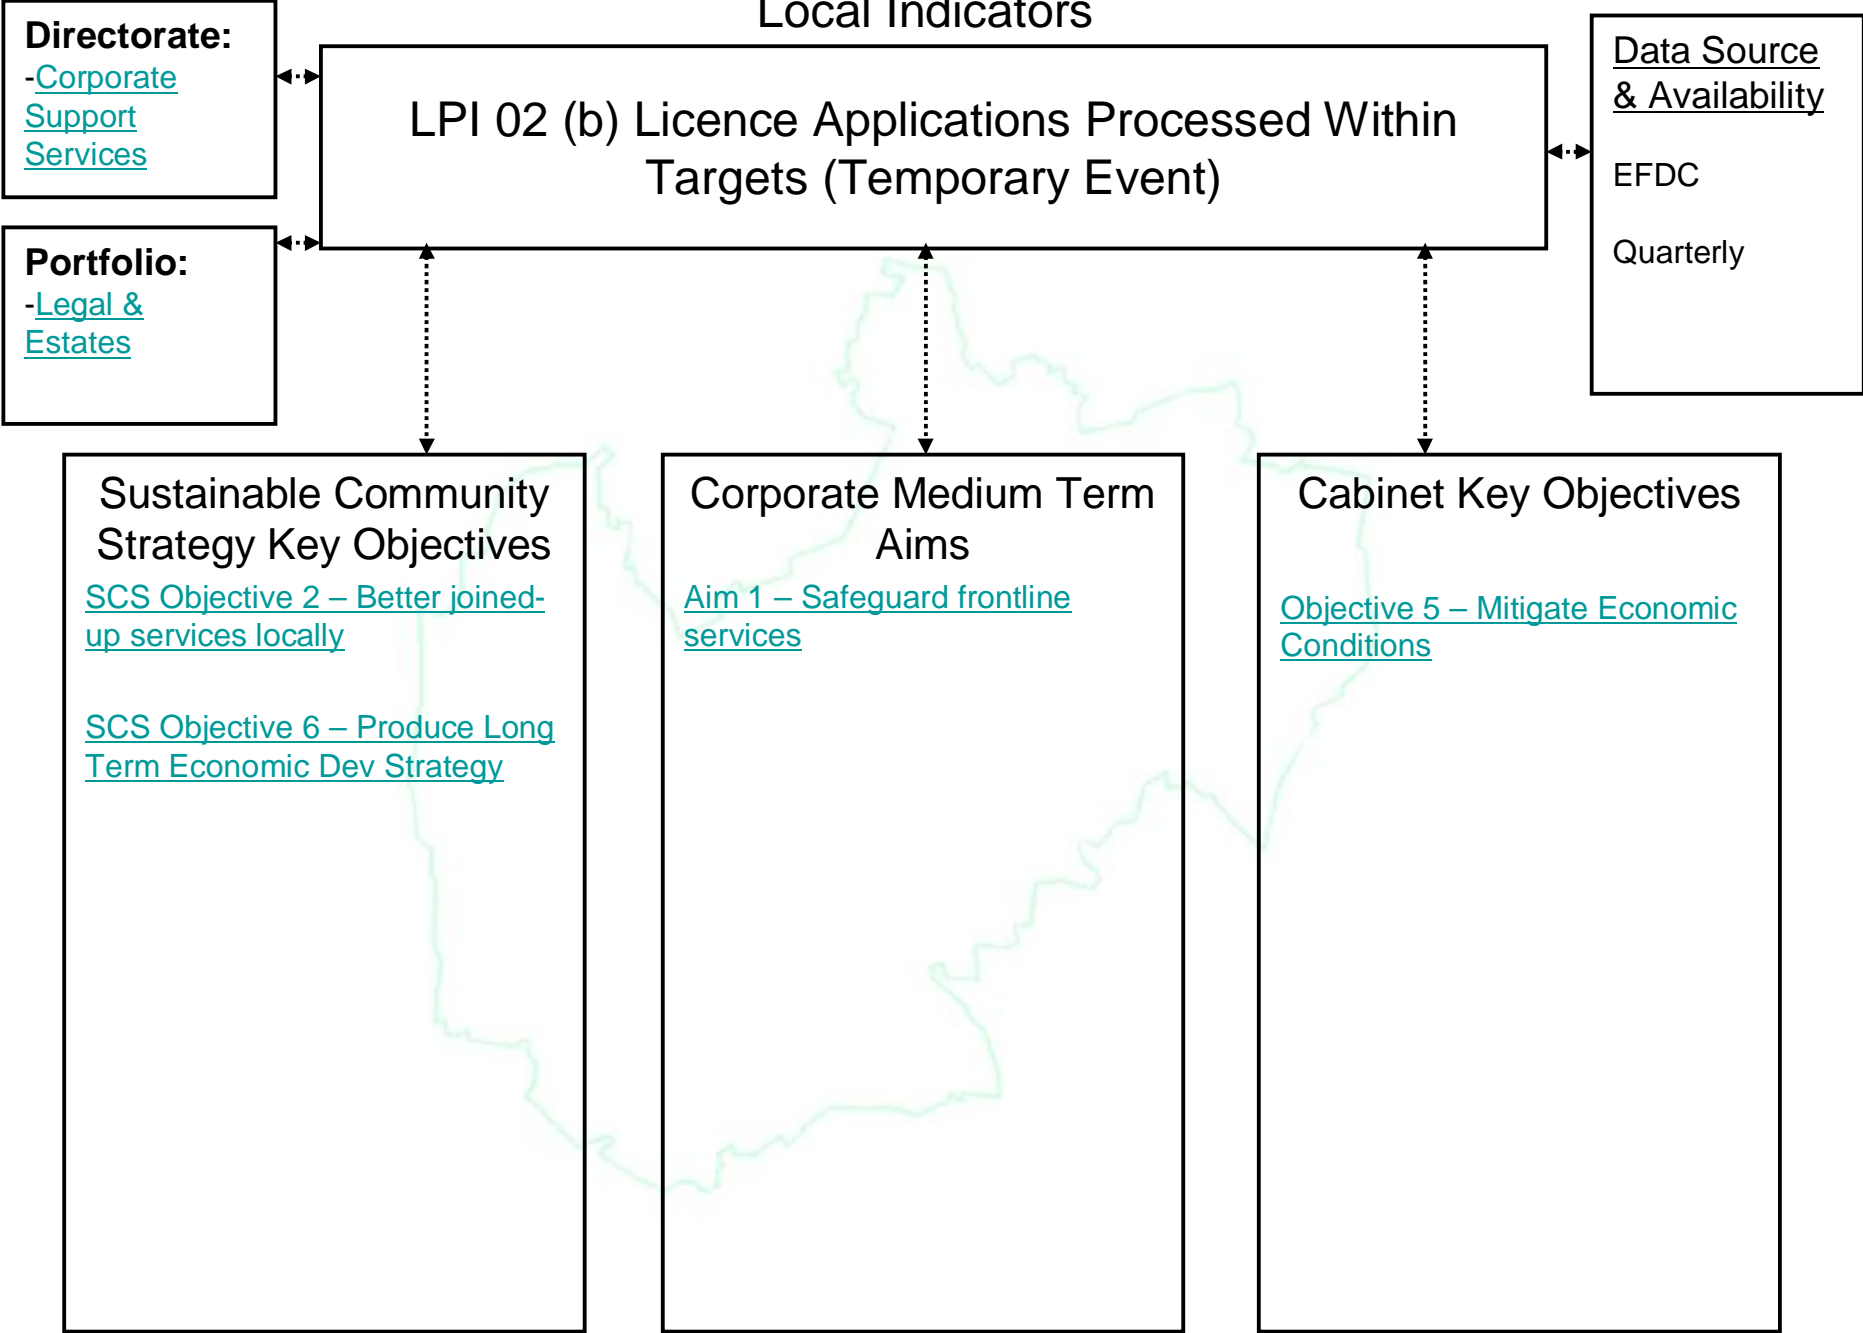 Local Indicators
Directorate:
-Corporate
Support
Services
LPI 02 (b) Licence Applications Processed Within
Targets (Temporary Event)
Data Source
& Availability
EFDC
Quarterly
Portfolio:
-Legal &
Estates
Sustainable Community
Strategy Key Objectives
SCS Objective 2 – Better joined-
up services locally
SCS Objective 6 – Produce Long
Term Economic Dev Strategy
Corporate Medium Term
Aims
Aim 1 – Safeguard frontline
services
Cabinet Key Objectives
Objective 5 – Mitigate Economic
Conditions